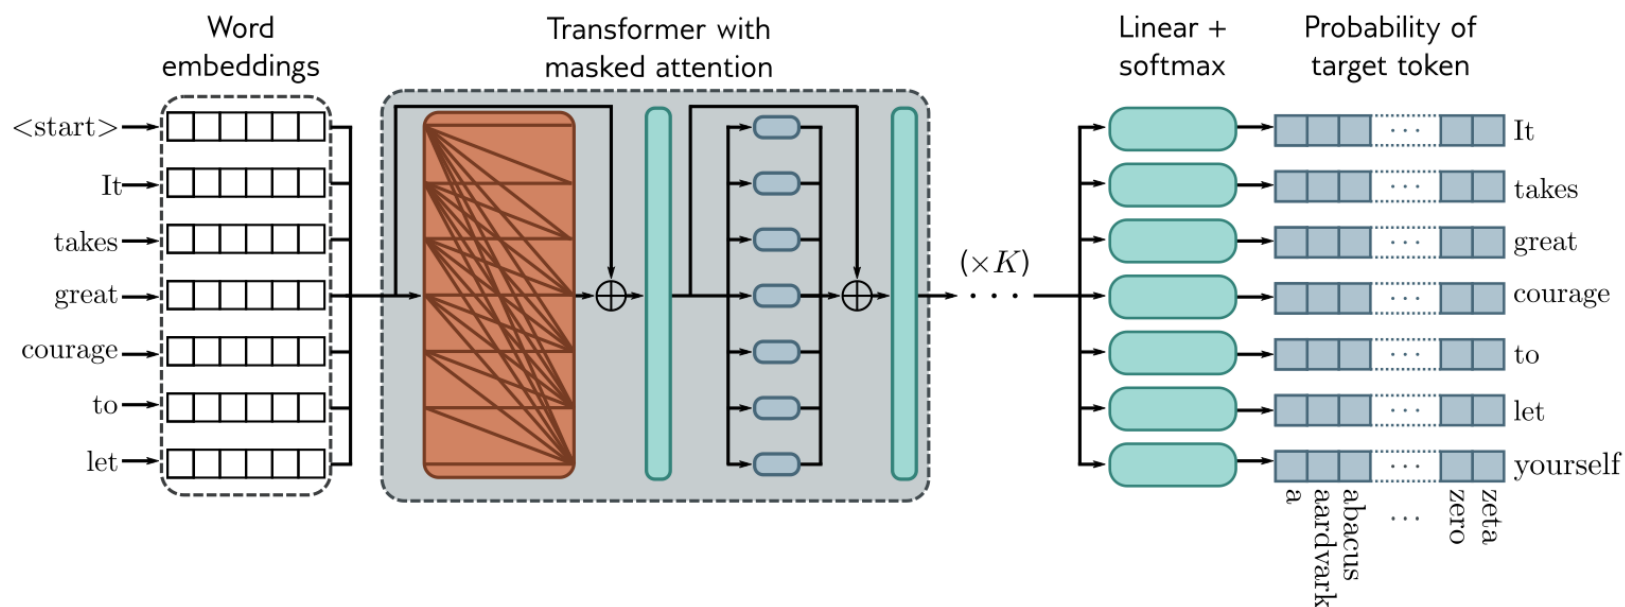 Word
embeddings
Transformer with
masked attention
Linear +
softmax
Probability of
target token
<start>
It
takes
great
courage
to
let
(×K)
. . . .
It
takes
great
courage
to
let
yourself
...
...
...
...
...
...
...
a
aardvark
abacus
...
zero
zeta